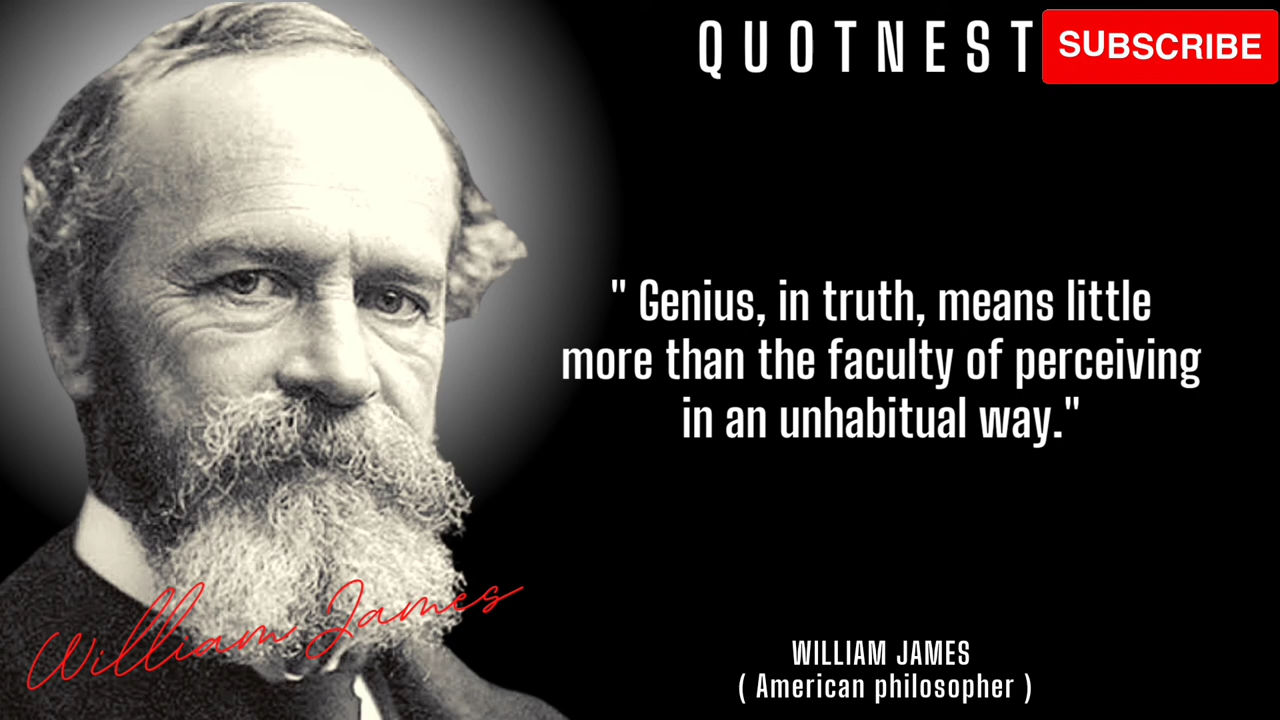 QUOTNEST
SUBSCRIBE
" Genius, in truth, means little
more than the faculty of perceiving
in an unhabitual way."
William James
WILLIAM JAMES
( American philosopher )